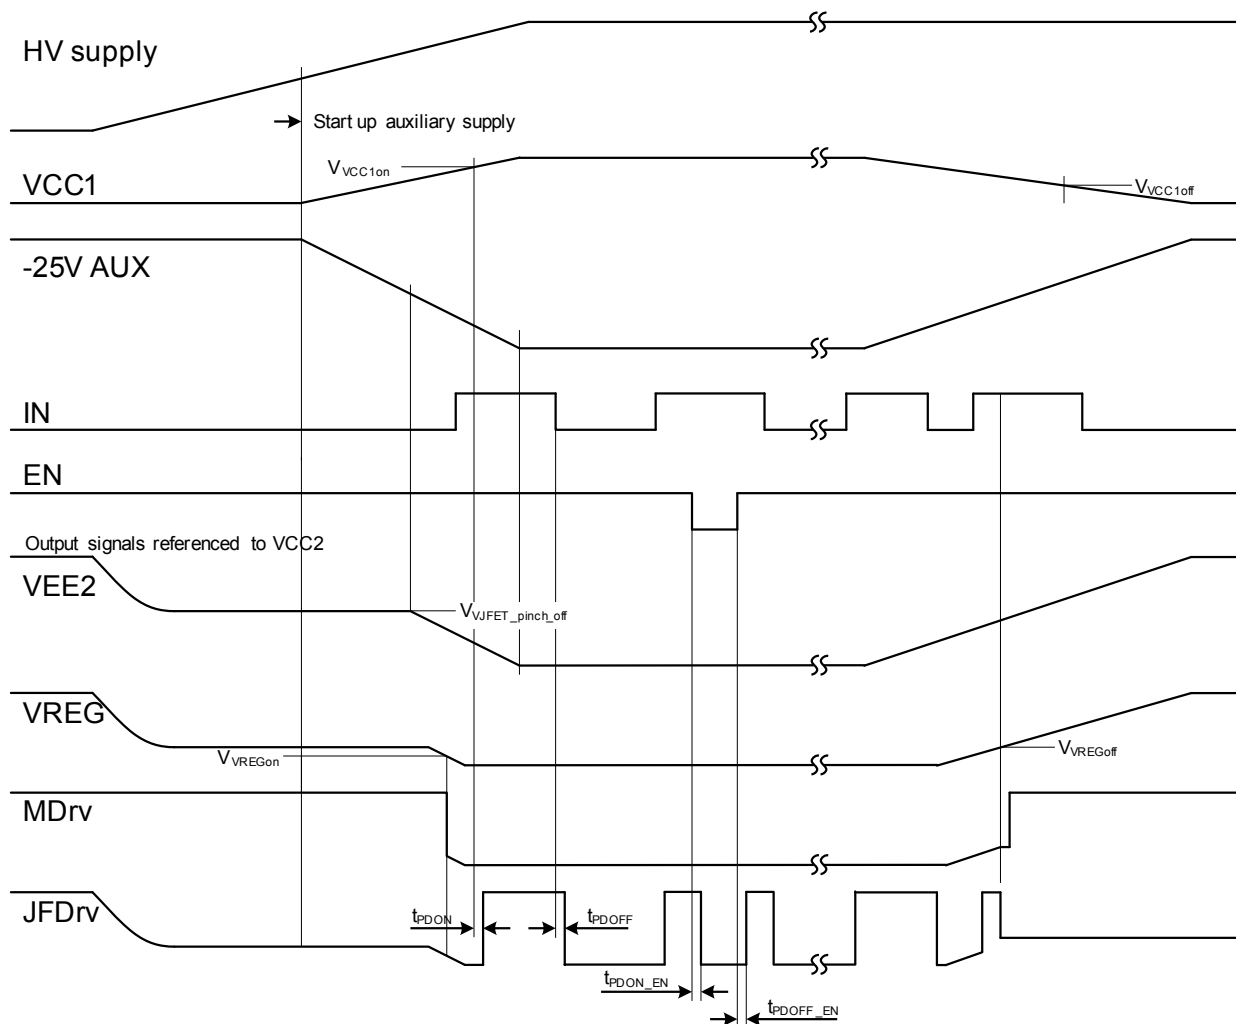 HV supply
Start up auxiliary supply
VVCC1on
VCC1
VVCC1off
-25V AUX
IN
EN
Output signals referenced to VCC2
VEE2
VVJFET_pinch_off
VREG
VVREGon
VVREGoff
MDrv
JFDrv
tPDON
tPDOFF
tPDON_EN
tPDOFF_EN